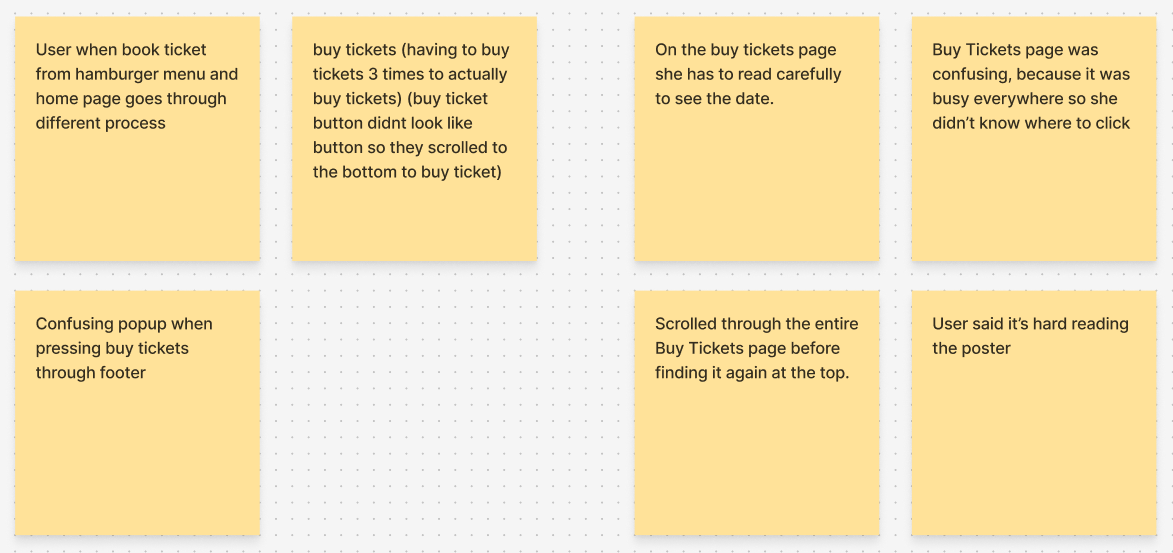 User when book ticket
from hamburger menu and
home page goes through
different process
buy tickets (having to buy
tickets 3 times to actually
buy tickets) (buy ticket
button didnt look like
button so they scrolled to
the bottom to buy ticket)
On the buy tickets page
she has to read carefully
to see the date.
Buy Tickets page was
confusing, because it was
busy everywhere so she
didn’t know where to click
Confusing popup when
pressing buy tickets
through footer
Scrolled through the entire
Buy Tickets page before
finding it again at the top.
User said it’s hard reading
the poster